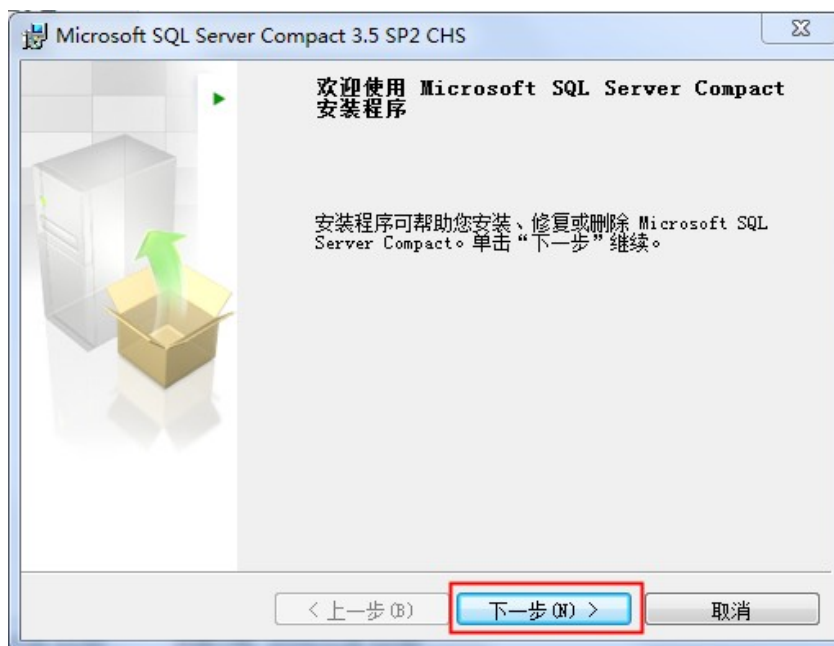 Microsoft SQL Server Compact 3.5 SP2 CHS
欢迎使用 Microsoft SQL Server Compact
安装程序
安装程序可帮助您安装、修复或删除 Microsoft SQL
Server Compact。单击“下一步”继续。
< 上一步(B)
下一步(N) >
取消